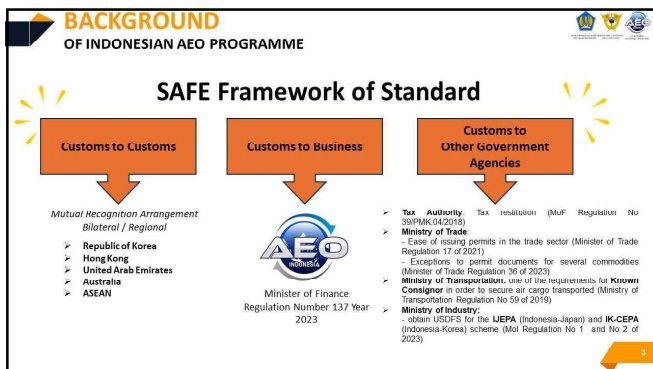 BACKGROUND
OF INDONESIAN AEO PROGRAMME
AEO
SAFE Framework of Standard
Customs to Customs
Customs to Business
Customs to
Other Government
Agencies
Mutual Recognition Arrangement
Bilateral / Regional
➢ Republic of Korea
➢ Hong Kong
➢ United Arab Emirates
➢ Australia
➢ ASEAN
AEO
INDONESIA
Minister of Finance
Regulation Number 137 Year
2023
➢ Tax Authority: Tax restitution (MoF Regulation No
39/PMK.04/2018)
➢ Ministry of Trade:
- Ease of issuing permits in the trade sector (Minister of Trade
Regulation 17 of 2021)
- Exceptions to permit documents for several commodities
(Minister of Trade Regulation 36 of 2023)
➢ Ministry of Transportation: one of the requirements for Known
Consignor in order to secure air cargo transported (Ministry of
Transportation Regulation No 59 of 2019)
➢ Ministry of Industry:
- obtain USDFS for the IJEPA (Indonesia-Japan) and IK-CEPA
(Indonesia-Korea) scheme (MoI Regulation No 1 and No 2 of
2023)
3